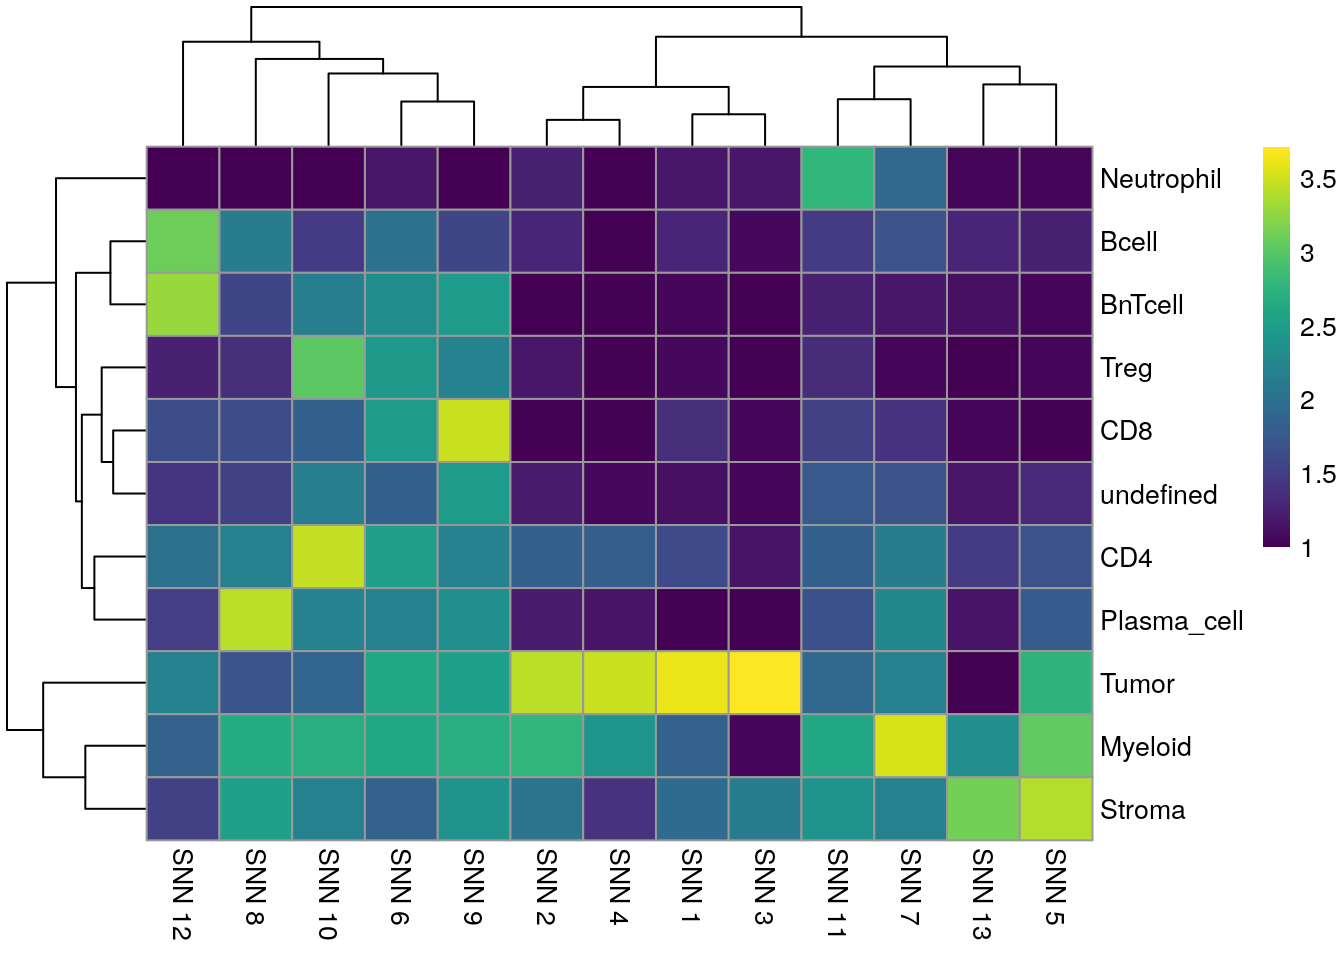 Neutrophil
Bcell
BnTcell
Treg
CD8
undefined
CD4
Plasma_cell
Tumor
Myeloid
Stroma
3.5
3
2.5
2
1.5
1
SNN 12
SNN 8
SNN 10
SNN 6
SNN 9
SNN 2
SNN 4
SNN 1
SNN 3
SNN 11
SNN 7
SNN 13
SNN 5